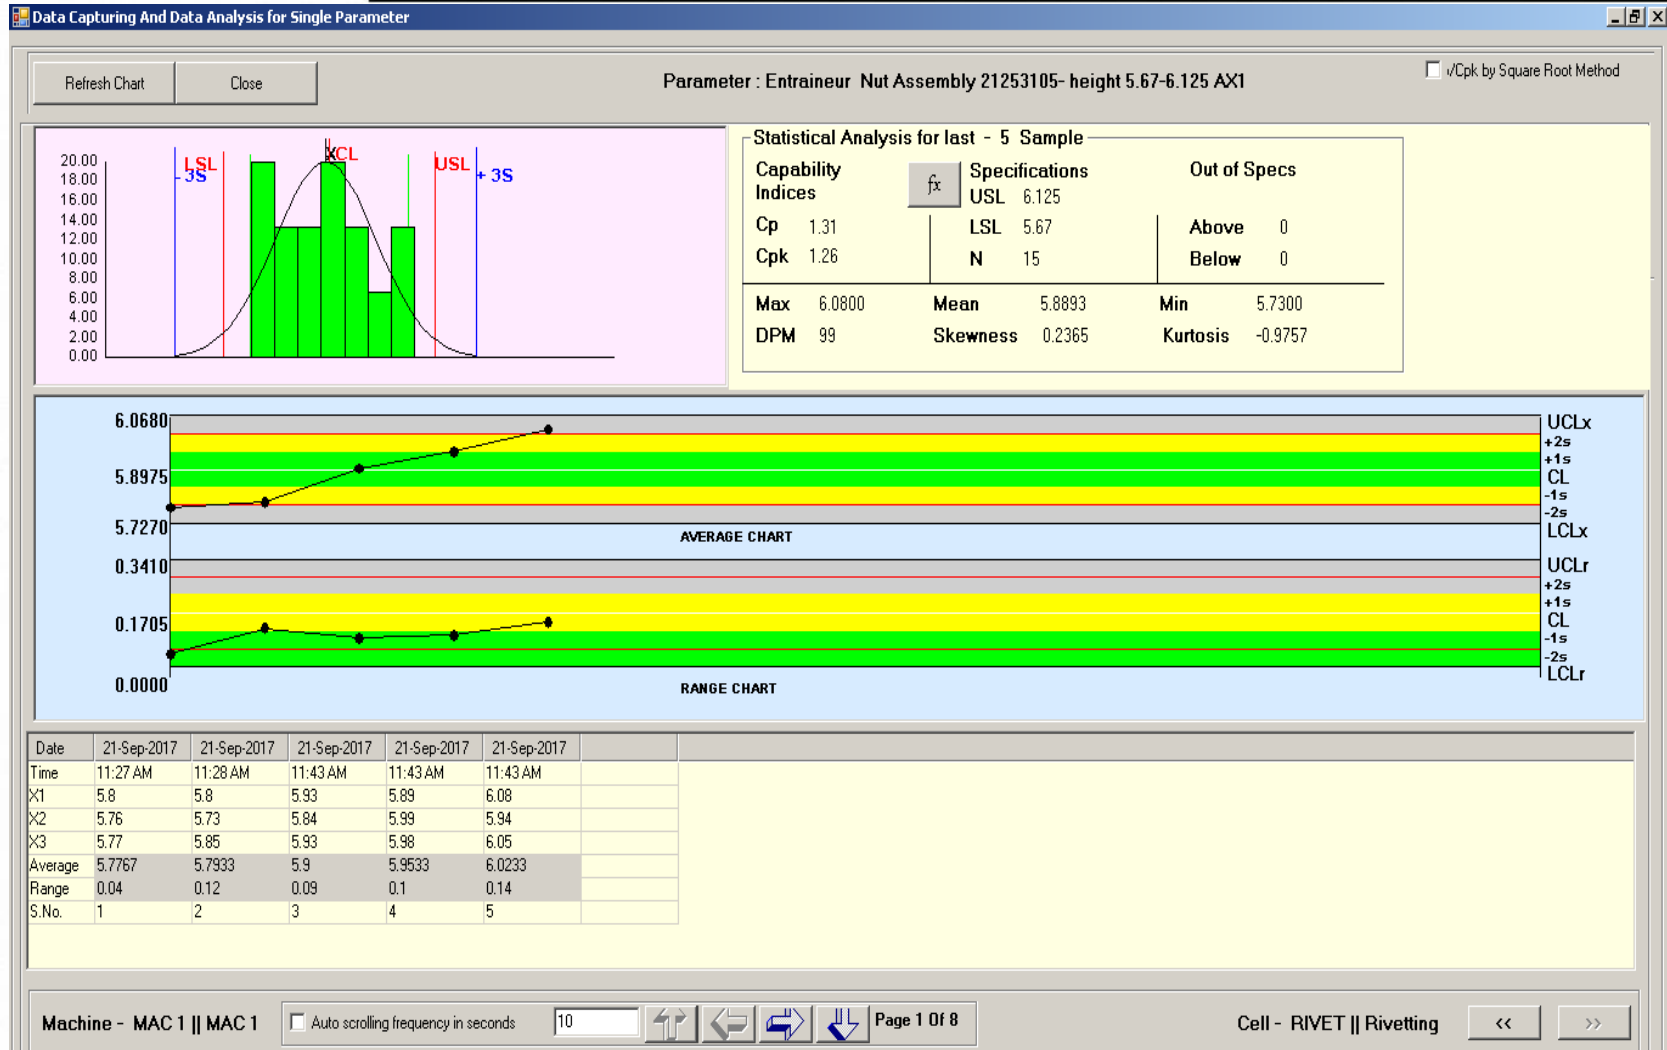 Data Capturing And Data Analysis for Single Parameter
Refresh Chart
Close
Parameter : Entraineur Nut Assembly 21253105- height 5.67-6.125 AX1
√Cpk by Square Root Method
20.00
18.00
16.00
14.00
12.00
10.00
8.00
6.00
4.00
2.00
0.00
LSL
- 3S
XCL
USL
+ 3S
Statistical Analysis for last - 5 Sample
Capability Indices
fx
Specifications
Out of Specs
USL 6.125
Cp 1.31 LSL 5.67 Above 0
Cpk 1.26 N 15 Below 0
Max 6.0800 Mean 5.8893 Min 5.7300
DPM 99 Skewness 0.2365 Kurtosis -0.9757
6.0680
5.8975
5.7270
UCLx
+2s
+1s
CL
-1s
-2s
LCLx
AVERAGE CHART
0.3410
0.1705
0.0000
UCLr
+2s
+1s
CL
-1s
-2s
LCLr
RANGE CHART
Date 21-Sep-2017 21-Sep-2017 21-Sep-2017 21-Sep-2017 21-Sep-2017
Time 11:27 AM 11:28 AM 11:43 AM 11:43 AM 11:43 AM
X1 5.8 5.8 5.93 5.89 6.08
X2 5.76 5.73 5.84 5.99 5.94
X3 5.77 5.85 5.93 5.98 6.05
Average 5.7767 5.7933 5.9 5.9533 6.0233
Range 0.04 0.12 0.09 0.1 0.14
S.No. 1 2 3 4 5
Machine - MAC 1 || MAC 1
Auto scrolling frequency in seconds
10
Page 1 Of 8
Cell - RIVET || Rivetting
<<
>>